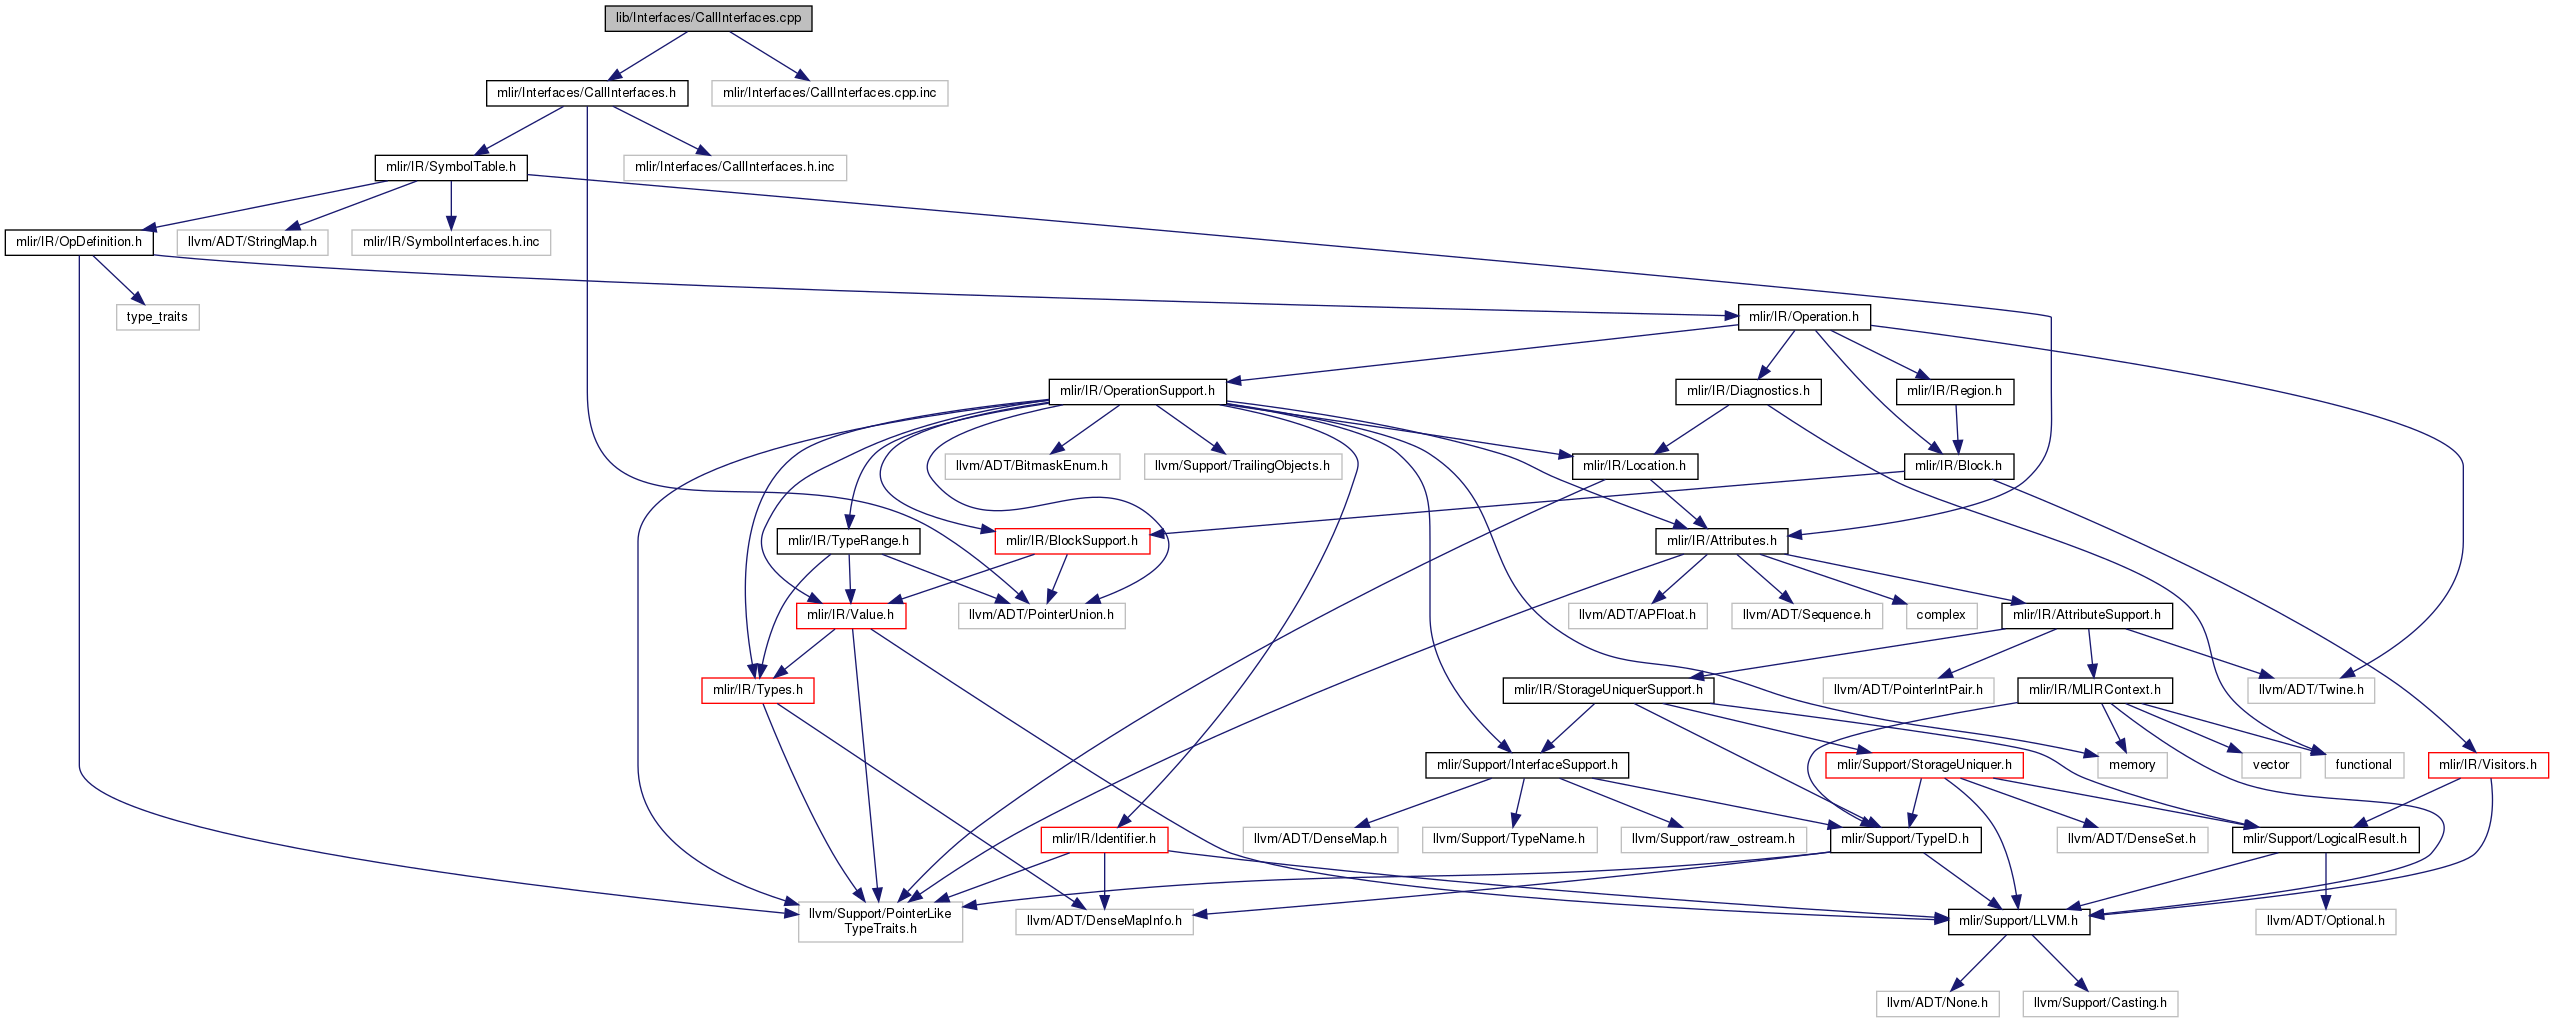 lib/Interfaces/CallInterfaces.cpp
mlir/Interfaces/CallInterfaces.h
mlir/Interfaces/CallInterfaces.cpp.inc
mlir/IR/SymbolTable.h
mlir/Interfaces/CallInterfaces.h.inc
mlir/IR/OpDefinition.h
llvm/ADT/StringMap.h
mlir/IR/SymbolInterfaces.h.inc
type_traits
mlir/IR/Operation.h
mlir/IR/OperationSupport.h
mlir/IR/Diagnostics.h
mlir/IR/Region.h
llvm/ADT/BitmaskEnum.h
llvm/Support/TrailingObjects.h
mlir/IR/Location.h
mlir/IR/Block.h
mlir/IR/TypeRange.h
mlir/IR/BlockSupport.h
mlir/IR/Attributes.h
mlir/IR/Value.h
llvm/ADT/PointerUnion.h
llvm/ADT/APFloat.h
llvm/ADT/Sequence.h
complex
mlir/IR/AttributeSupport.h
mlir/IR/Types.h
mlir/IR/StorageUniquerSupport.h
llvm/ADT/PointerIntPair.h
mlir/IR/MLIRContext.h
llvm/ADT/Twine.h
mlir/Support/InterfaceSupport.h
mlir/Support/StorageUniquer.h
memory
vector
functional
mlir/IR/Visitors.h
mlir/IR/Identifier.h
llvm/ADT/DenseMap.h
llvm/Support/TypeName.h
llvm/Support/raw_ostream.h
mlir/Support/TypeID.h
llvm/ADT/DenseSet.h
mlir/Support/LogicalResult.h
llvm/Support/PointerLike
TypeTraits.h
llvm/ADT/DenseMapInfo.h
mlir/Support/LLVM.h
llvm/ADT/Optional.h
llvm/ADT/None.h
llvm/Support/Casting.h